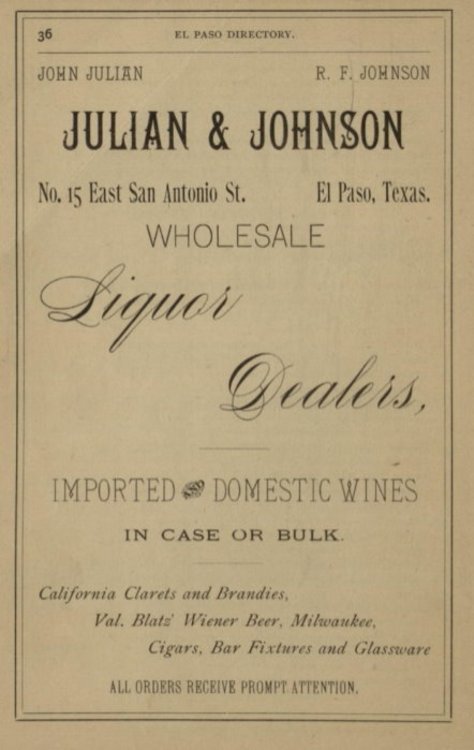 36 EL PASO DIRECTORY.
JOHN JULIAN R. F. JOHNSON
JULIAN & JOHNSON
No. 15 East San Antonio St. El Paso, Texas.
WHOLESALE
Liquor
Dealers,
IMPORTED and DOMESTIC WINES
IN CASE OR BULK.
California Clarets and Brandies,
Val. Blatz' Wiener Beer, Milwaukee,
Cigars, Bar Fixtures and Glassware
ALL ORDERS RECEIVE PROMPT ATTENTION.